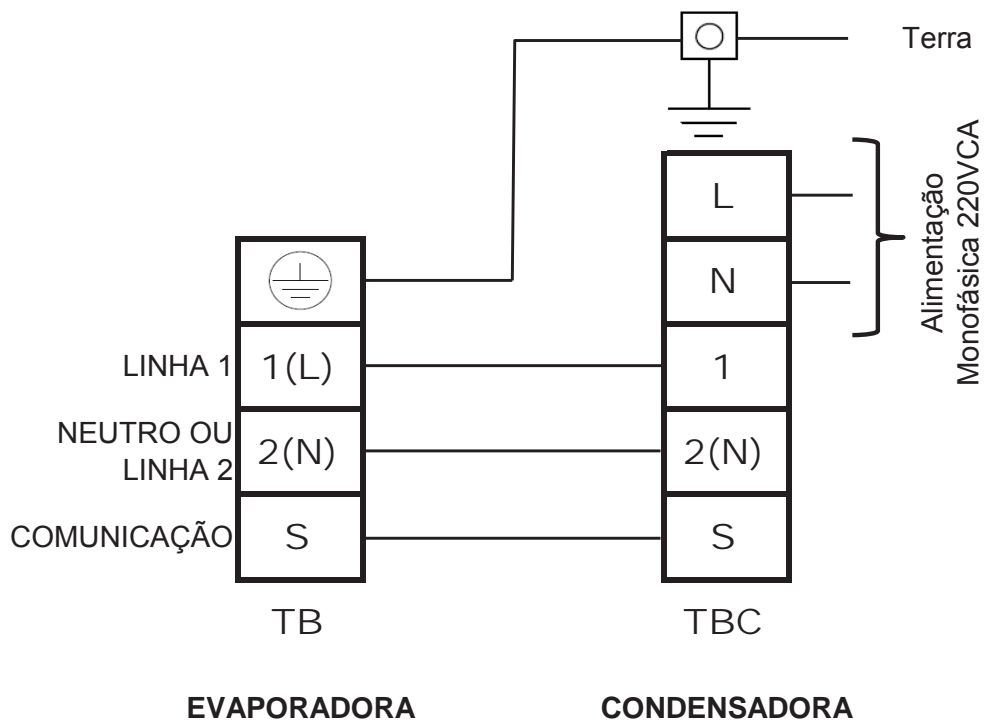 Terra
L
N
Alimentação
Monofásica 220VCA
LINHA 1
1(L)
1
NEUTRO OU
LINHA 2
2(N)
2(N)
COMUNICAÇÃO
S
S
TB
TBC
EVAPORADORA
CONDENSADORA